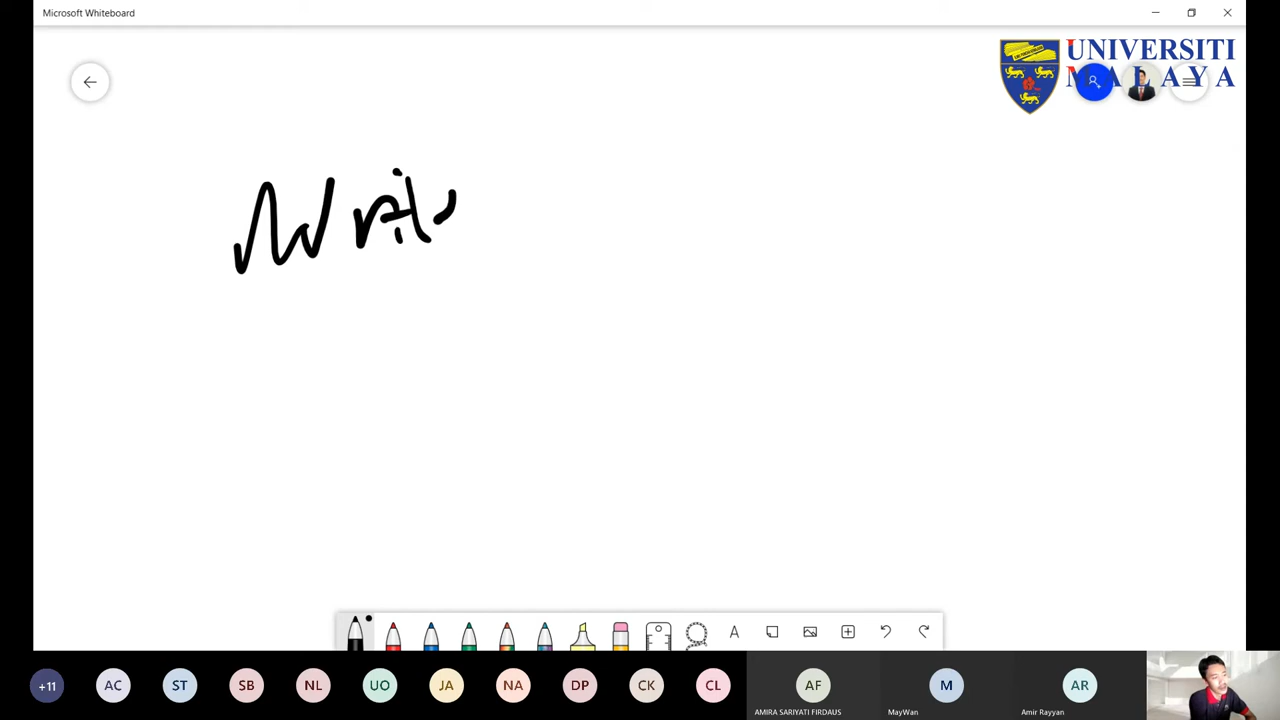 Microsoft Whiteboard
UNIVERSITI
MALAYA
Write
A
+11 AC ST SB NL UO JA NA DP CK CL AF M AR
AMIRA SARIYATI FIRDAUS MayWan Amir Rayyan